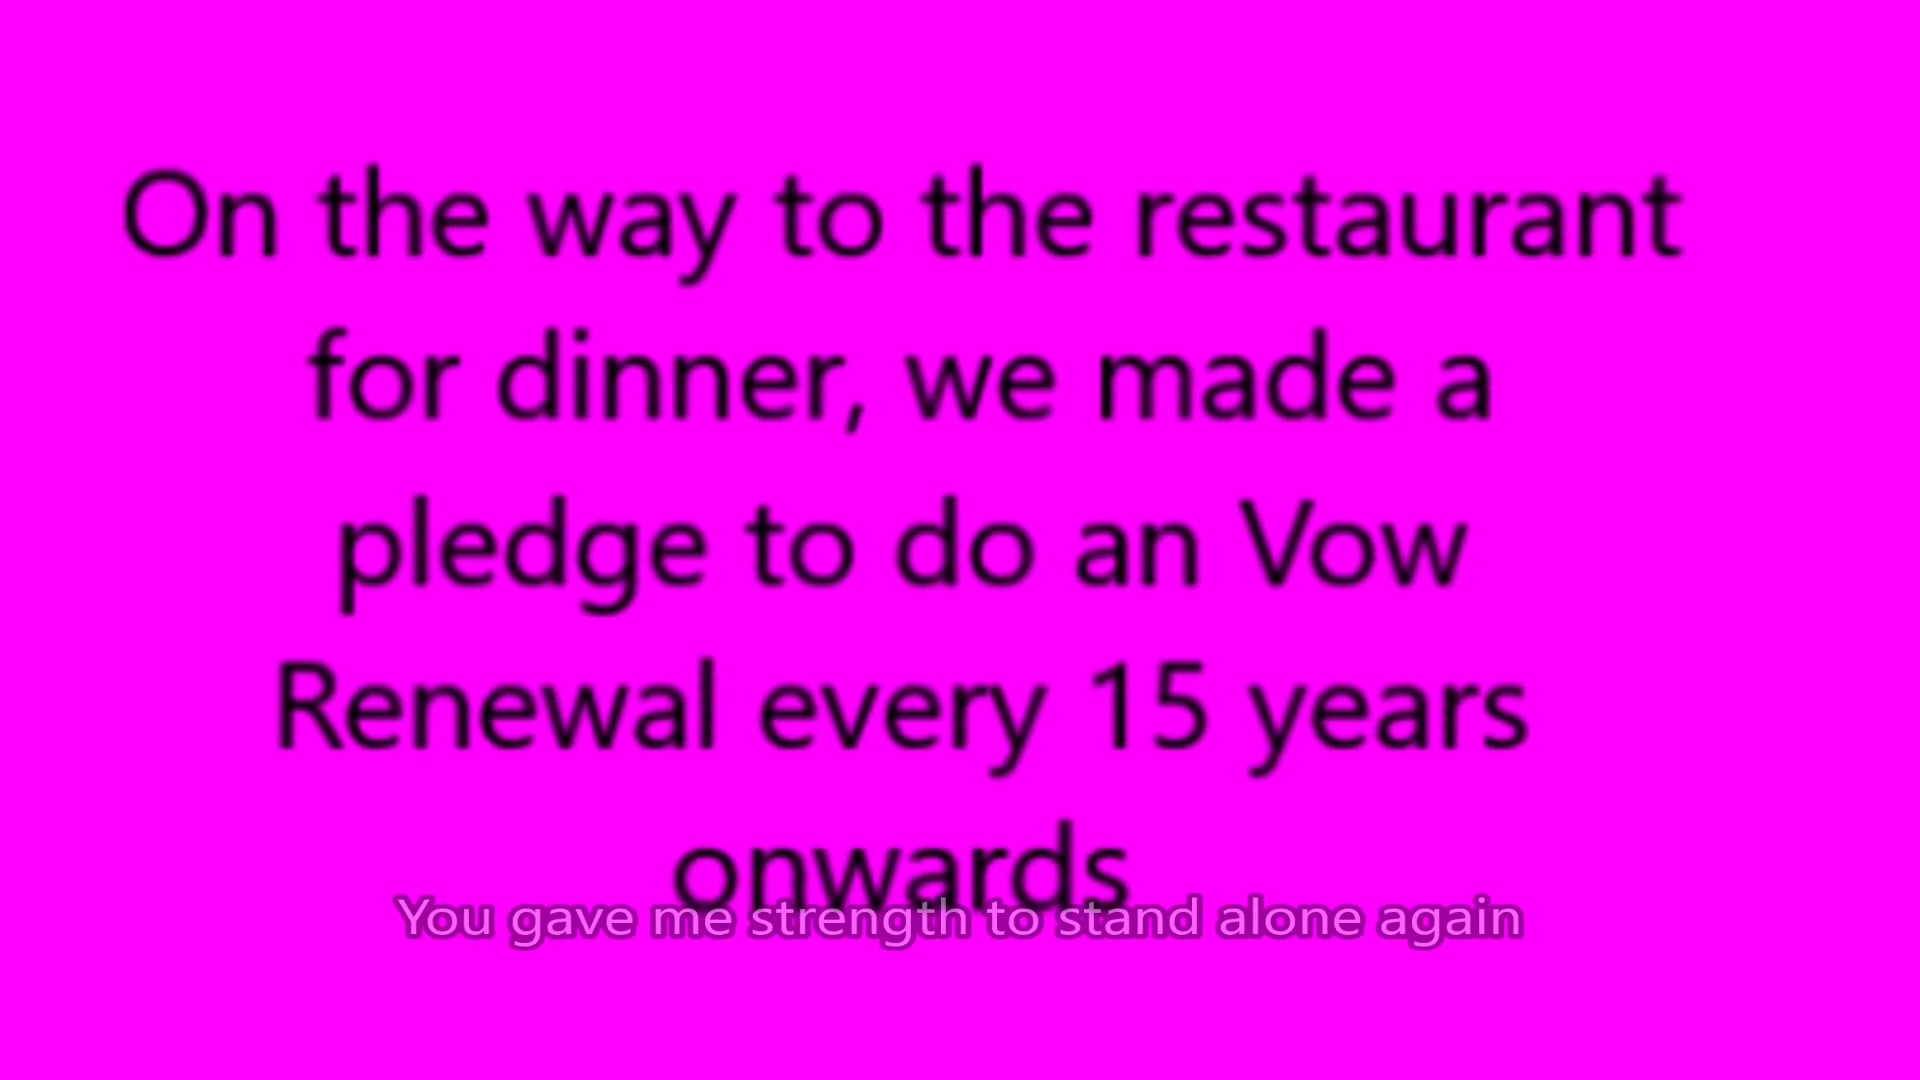 On the way to the restaurant
for dinner, we made a
pledge to do an Vow
Renewal every 15 years
onwards
You gave me strength to stand alone again